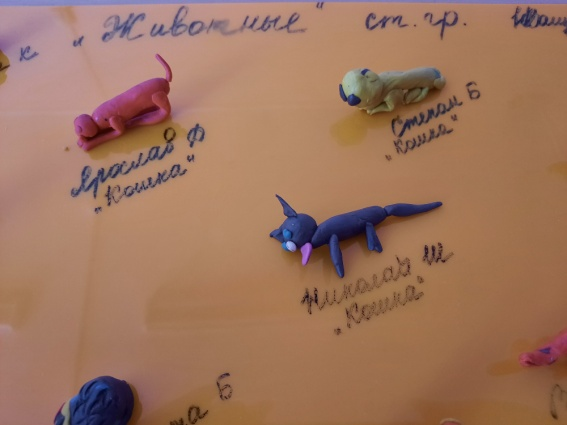 к „Животные" ст. гр.
Степан Б
„Кошка"
Ярослав Ф
„Кошка"
Николай Ш
„Кошка"
Б